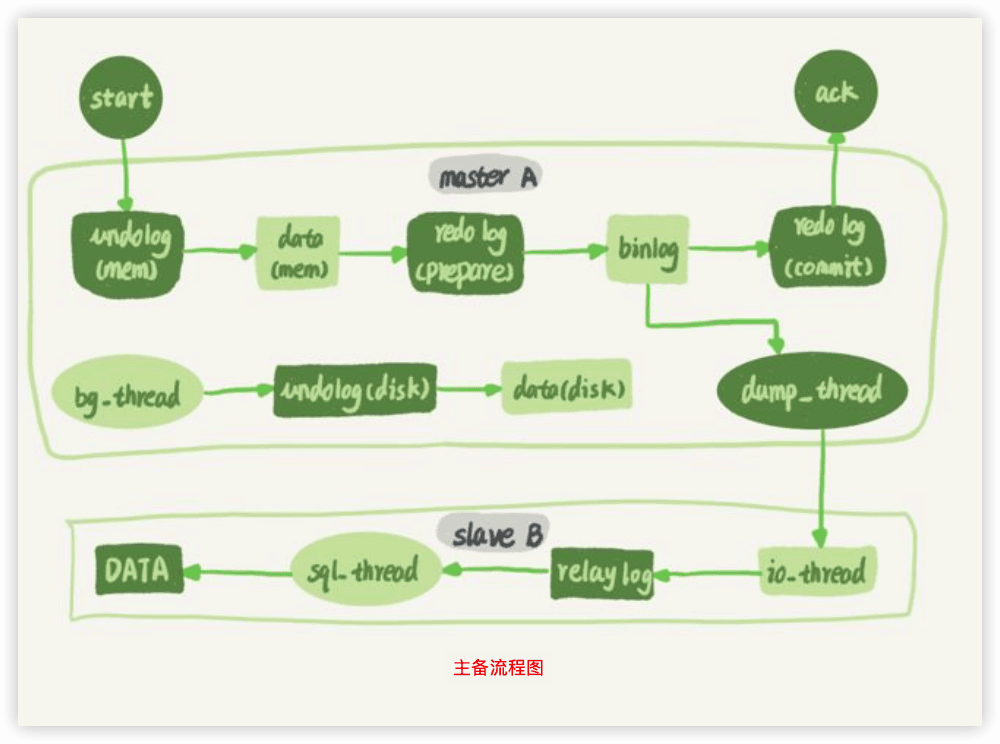 start
ack
master A
undolog
(mem)
data
(mem)
redo log
(prepare)
binlog
redo log
(commit)
bg_thread
undolog(disk)
data(disk)
dump_thread
slave B
DATA
sql_thread
relay log
io_thread
主备流程图